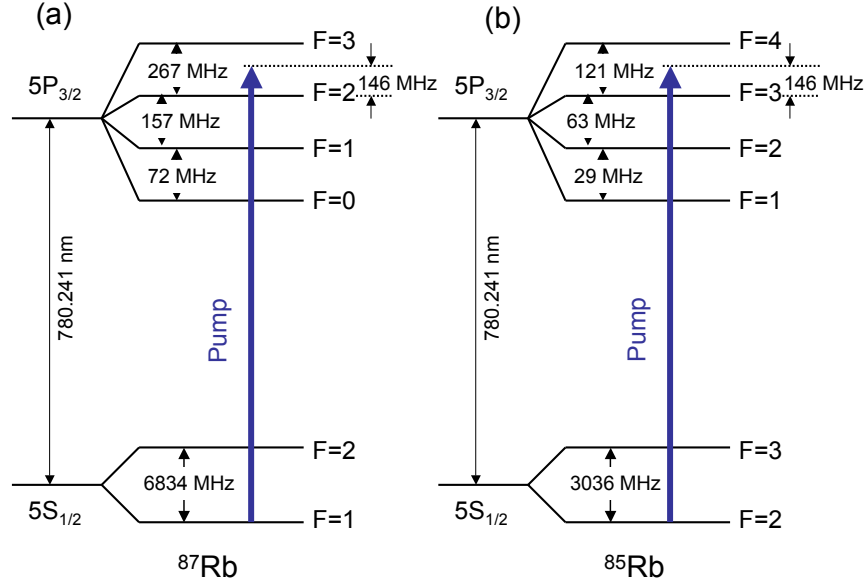 (a)
F=3
267 MHz
146 MHz
5P3/2
F=2
157 MHz
F=1
72 MHz
F=0
780.241 nm
Pump
F=2
6834 MHz
5S1/2
F=1
87Rb
(b)
F=4
121 MHz
146 MHz
5P3/2
F=3
63 MHz
F=2
29 MHz
F=1
780.241 nm
Pump
F=3
3036 MHz
5S1/2
F=2
85Rb